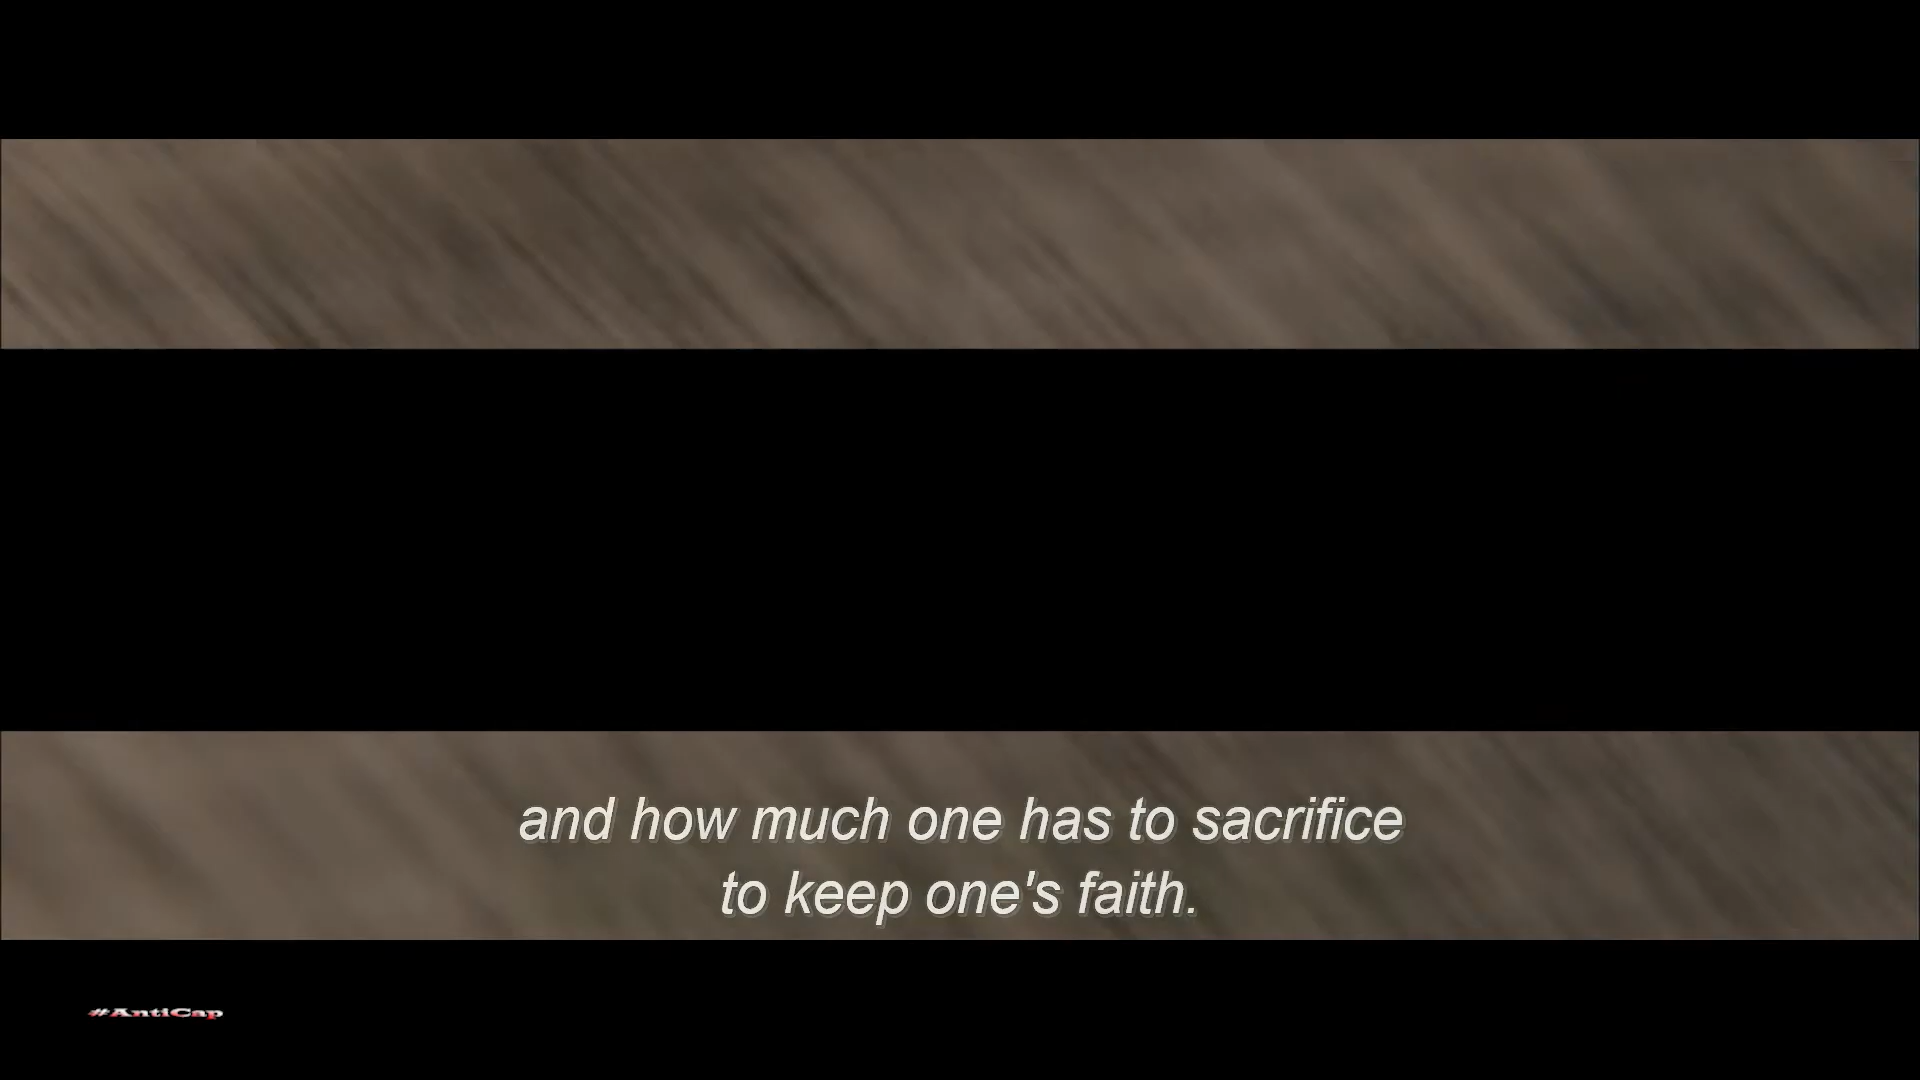 and how much one has to sacrifice
to keep one's faith.
#AntiCap